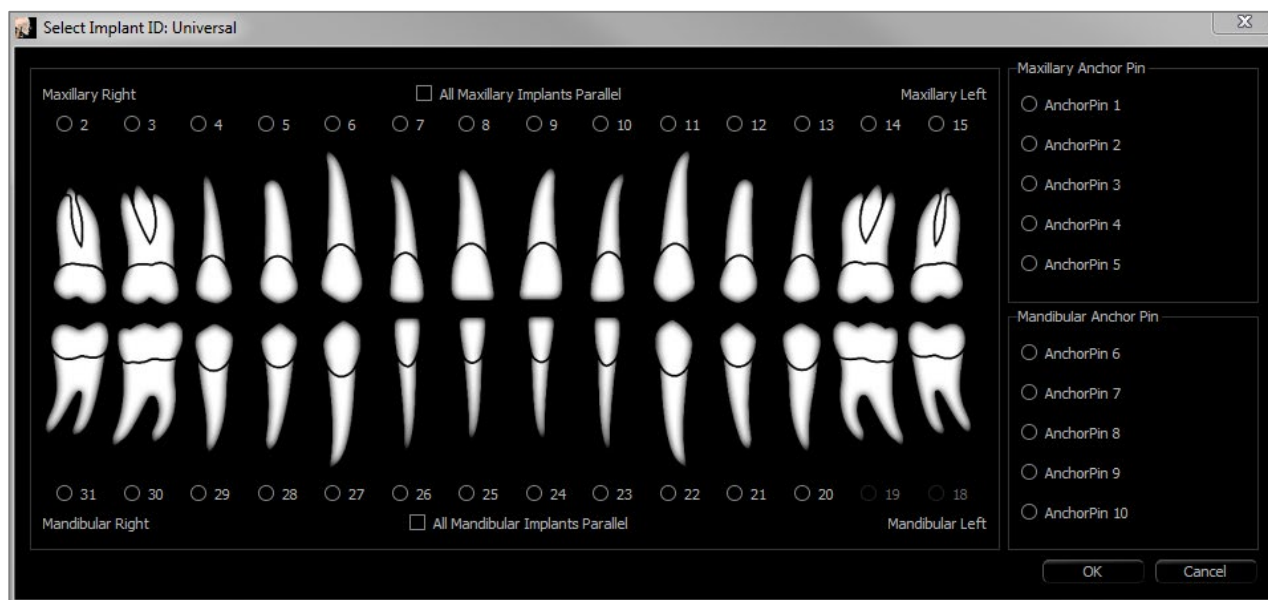 Select Implant ID: Universal
Maxillary Right
All Maxillary Implants Parallel
Maxillary Left
2 3 4 5 6 7 8 9 10 11 12 13 14 15
31 30 29 28 27 26 25 24 23 22 21 20 19 18
Mandibular Right
All Mandibular Implants Parallel
Mandibular Left
Maxillary Anchor Pin
AnchorPin 1
AnchorPin 2
AnchorPin 3
AnchorPin 4
AnchorPin 5
Mandibular Anchor Pin
AnchorPin 6
AnchorPin 7
AnchorPin 8
AnchorPin 9
AnchorPin 10
OK
Cancel